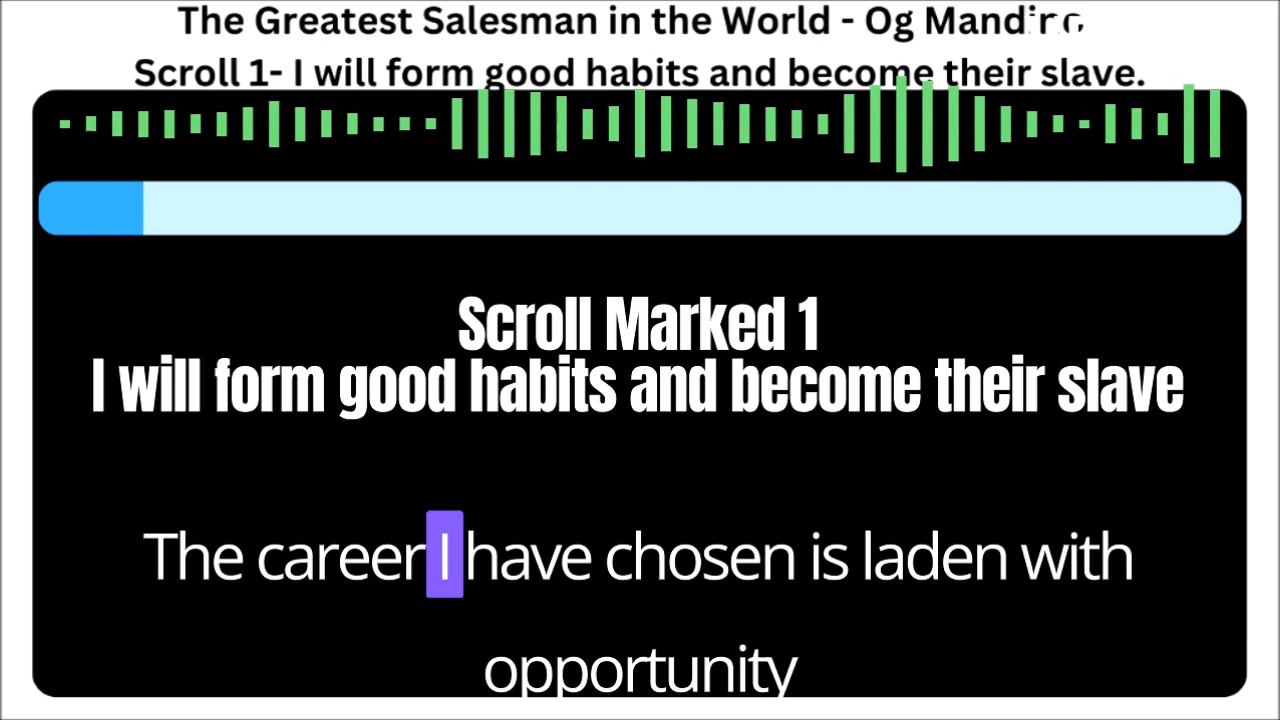 The Greatest Salesman in the World - Og
Scroll 1- I will form good habits and become their slave.
Scroll Marked 1
I will form good habits and become their slave
The career I have chosen is laden with
opportunity